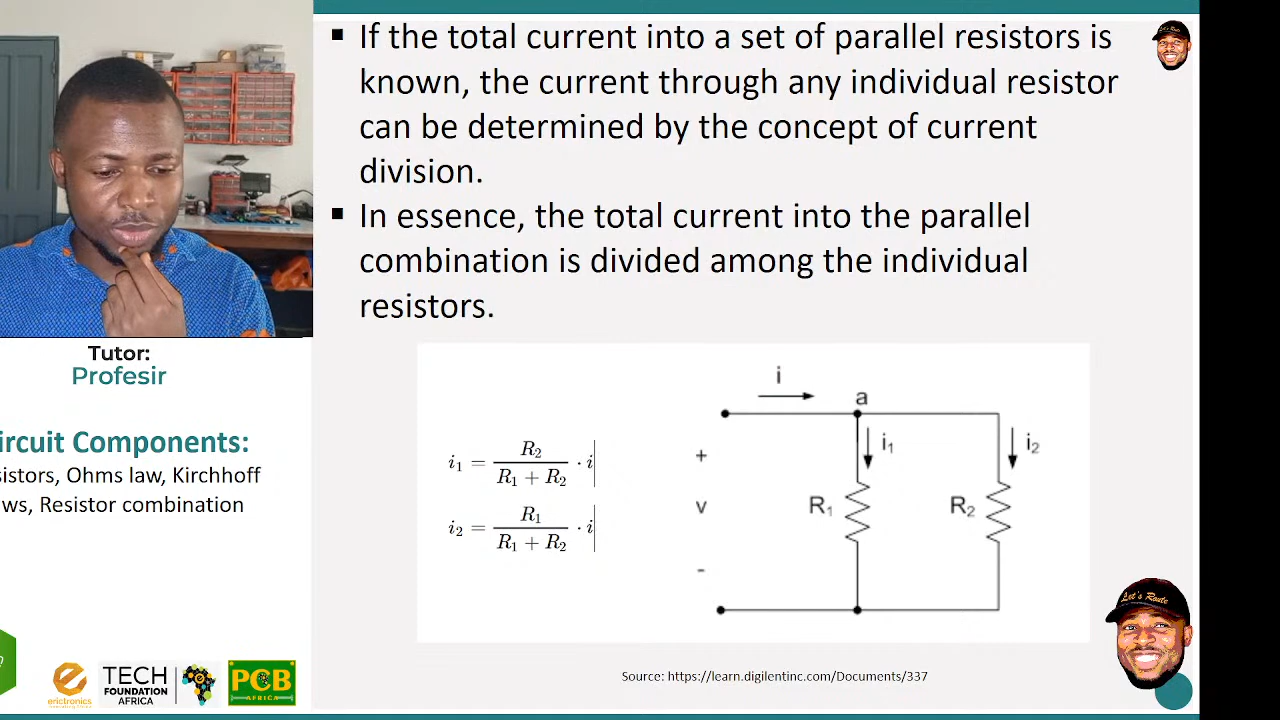 ▪ If the total current into a set of parallel resistors is
known, the current through any individual resistor
can be determined by the concept of current
division.
▪ In essence, the total current into the parallel
combination is divided among the individual
resistors.
Tutor:
Profesir
ircuit Components:
sistors, Ohms law, Kirchhoff
ws, Resistor combination
i₁ = R₂ / (R₁ + R₂) · i
i₂ = R₁ / (R₁ + R₂) · i
i
a
i₁
i₂
+
v
-
R₁
R₂
Let's Route
erictronics
TECH
FOUNDATION
AFRICA
PCB
AFRICA
Source: https://learn.digilentinc.com/Documents/337